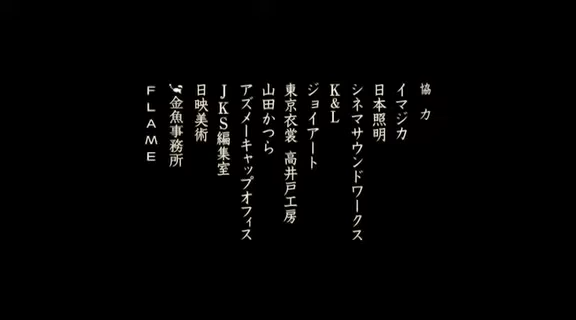 協力
イマジカ
日本照明
シネマサウンドワークス
K&L
ジョイアート
東京衣裳 高井戸工房
山田かつら
アズメーキャップオフィス
JKS編集室
日映美術
金魚事務所
FLAME